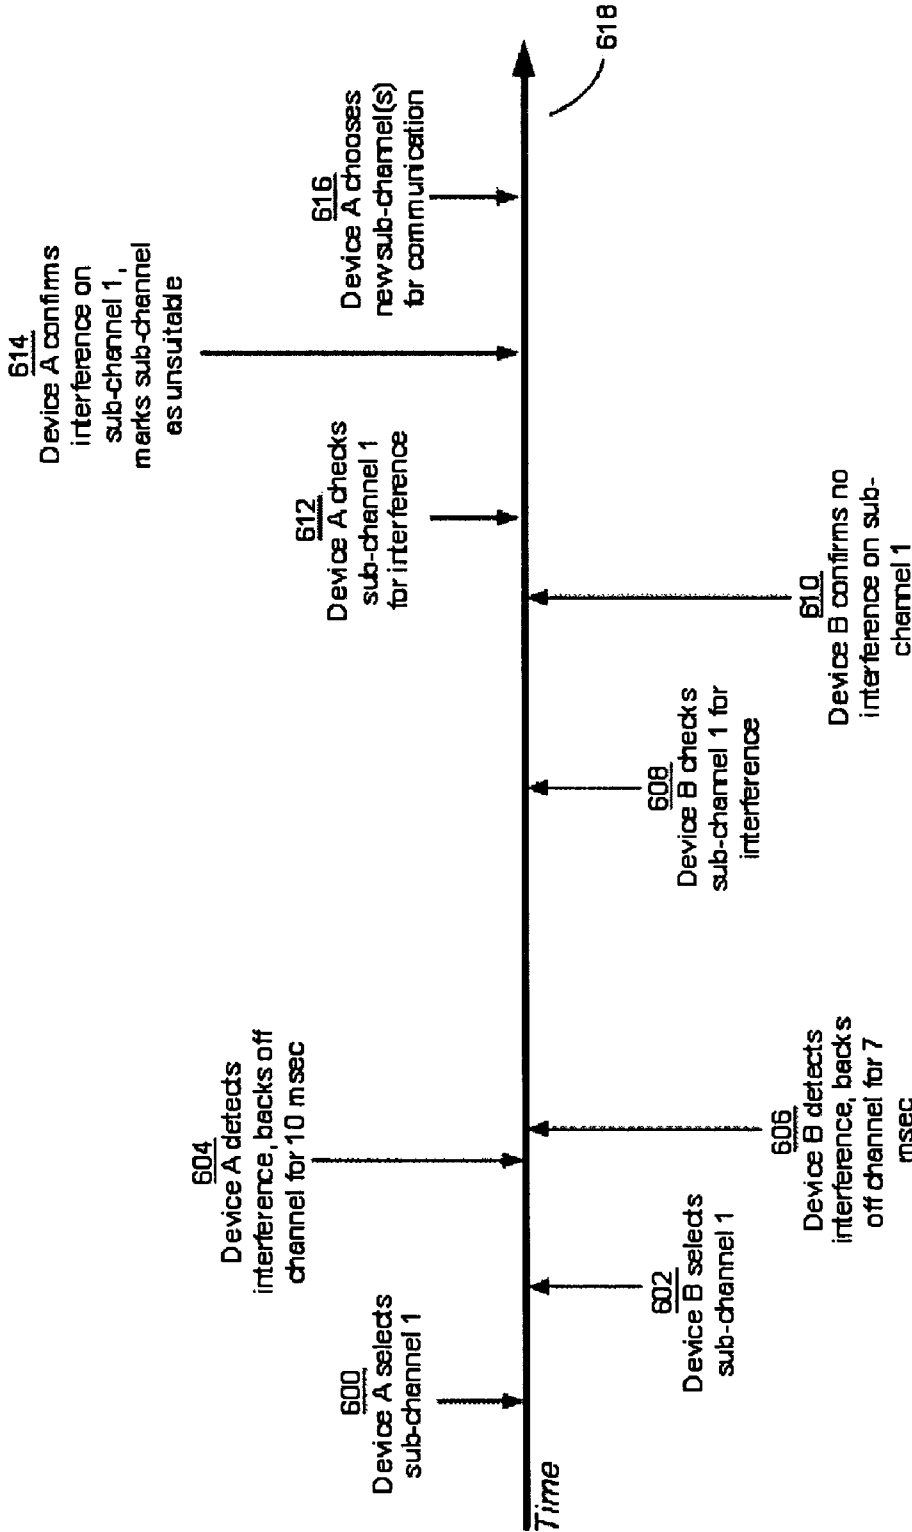 600
Device A selects
sub-channel 1
602
Device B selects
sub-channel 1
604
Device A detects
interference, backs off
channel for 10 msec
606
Device B detects
interference, backs
off channel for 7
msec
608
Device B checks
sub-channel 1 for
interference
610
Device B confirms no
interference on sub-
channel 1
612
Device A checks
sub-channel 1
for interference
614
Device A confirms
interference on
sub-channel 1,
marks sub-channel
as unsuitable
616
Device A chooses
new sub-channel(s)
for communication
618
Time